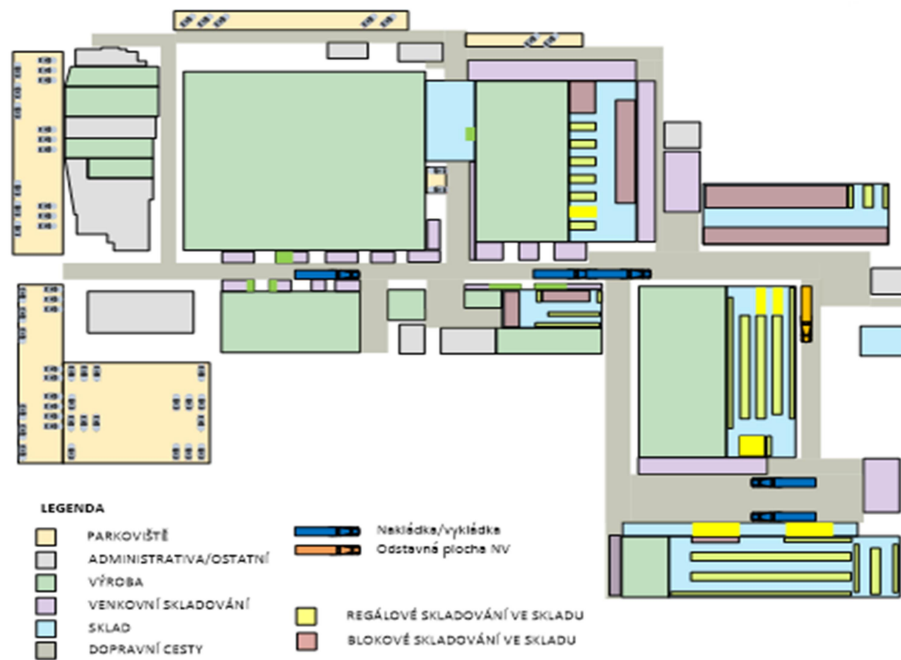 LEGENDA
PARKOVIŠTĚ
ADMINISTRATIVA/OSTATNÍ
VÝROBA
VENKOVNÍ SKLADOVÁNÍ
SKLAD
DOPRAVNÍ CESTY
Nakládka/vykládka
Odstavná plocha NV
REGÁLOVÉ SKLADOVÁNÍ VE SKLADU
BLOKOVÉ SKLADOVÁNÍ VE SKLADU